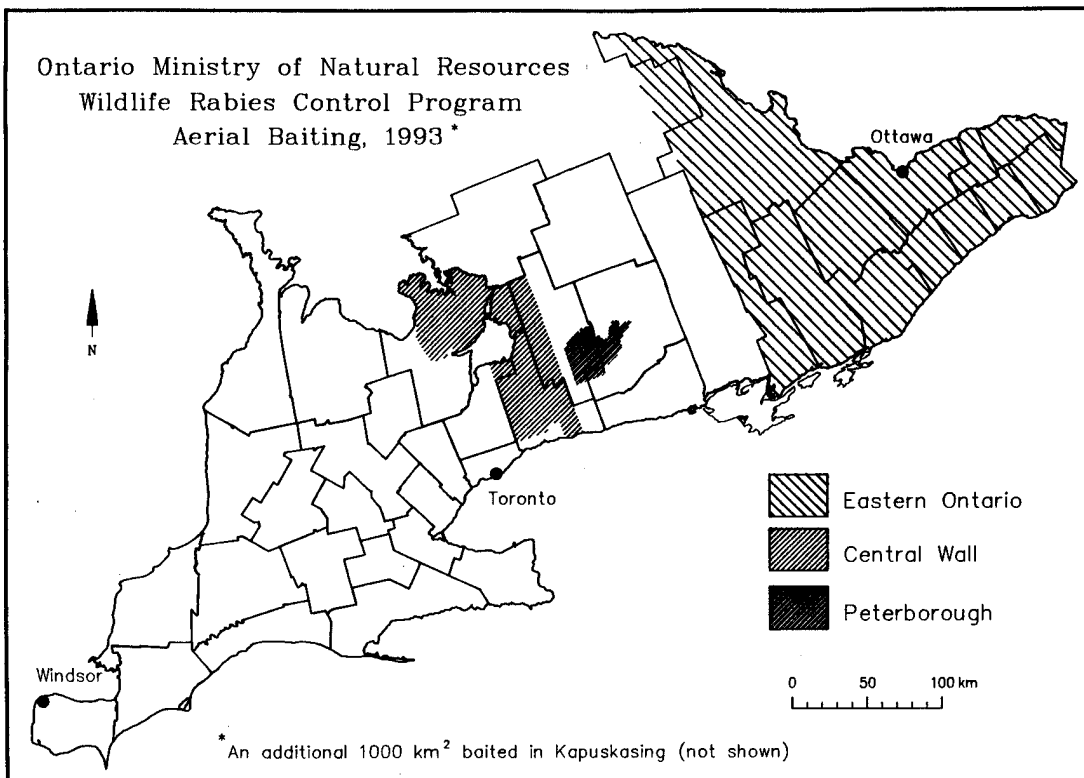 Ontario Ministry of Natural Resources
Wildlife Rabies Control Program
Aerial Baiting, 1993*
Ottawa
N
Toronto
Eastern Ontario
Central Wall
Peterborough
Windsor
0 50 100 km
*An additional 1000 km² baited in Kapuskasing (not shown)